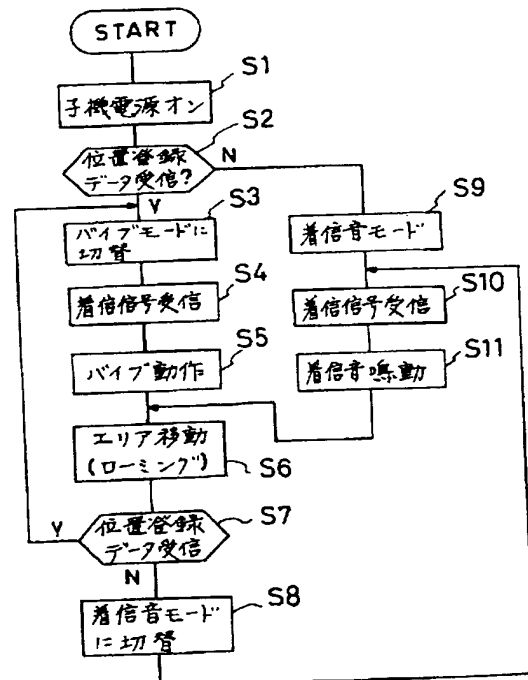 START
S1
子機電源オン
S2
位置登録
データ受信?
N
Y
S3
バイブモードに
切替
S9
着信音モード
S4
着信信号受信
S10
着信信号受信
S5
バイブ動作
S11
着信音鳴動
エリア移動
(ローミング)
S6
S7
位置登録
データ受信
Y
N
S8
着信音モード
に切替